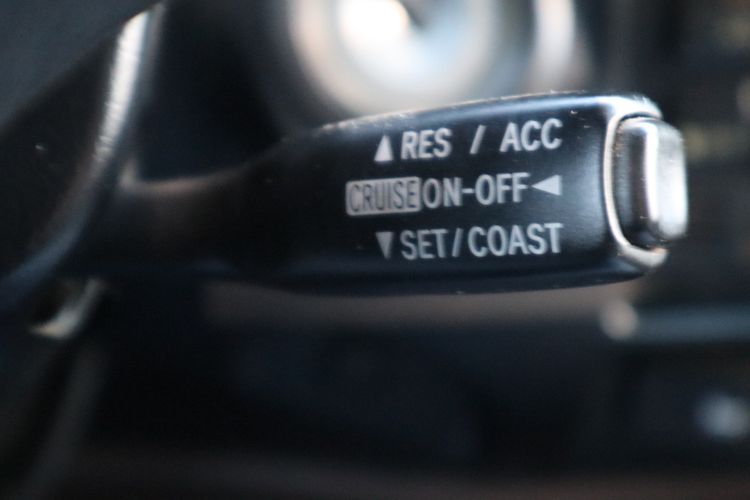 ▲RES / ACC
CRUISE ON-OFF◀
▼SET/COAST